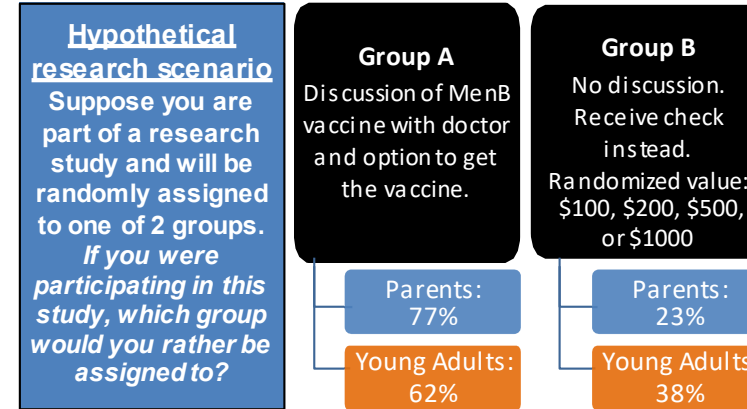 Hypothetical
research scenario
Suppose you are
part of a research
study and will be
randomly assigned
to one of 2 groups.
If you were
participating in this
study, which group
would you rather be
assigned to?
Group A
Discussion of MenB
vaccine with doctor
and option to get
the vaccine.
Parents:
77%
Young Adults:
62%
Group B
No discussion.
Receive check
instead.
Randomized value:
$100, $200, $500,
or $1000
Parents:
23%
Young Adults
38%